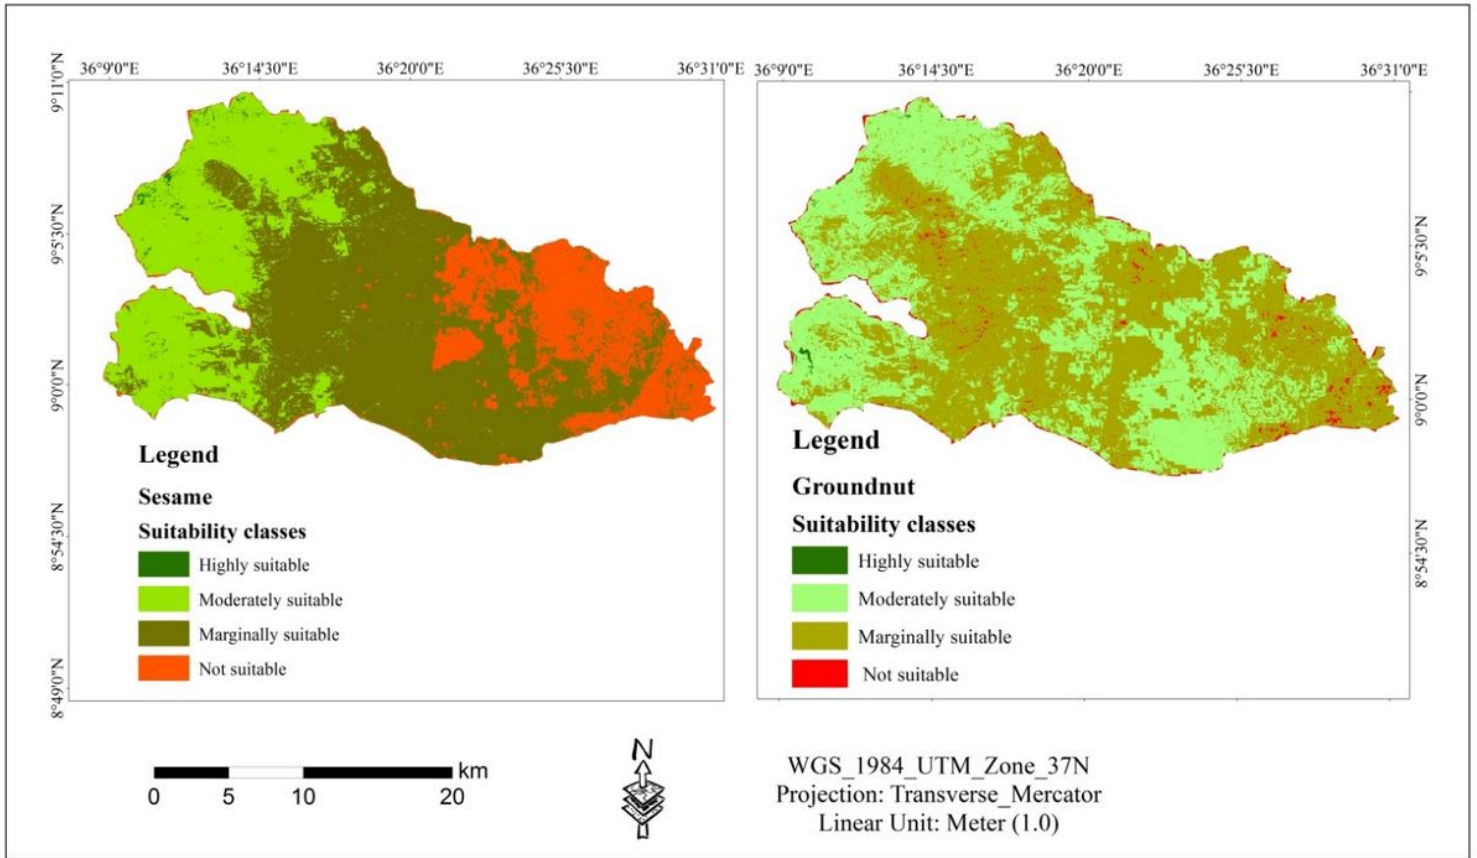 36°9'0"E 36°14'30"E 36°20'0"E 36°25'30"E 36°31'0"E
9°11'0"N
9°5'30"N
9°0'0"N
8°54'30"N
8°49'0"N
Legend
Sesame
Suitability classes
Highly suitable
Moderately suitable
Marginally suitable
Not suitable
36°9'0"E 36°14'30"E 36°20'0"E 36°25'30"E 36°31'0"E
9°5'30"N
9°0'0"N
8°54'30"N
Legend
Groundnut
Suitability classes
Highly suitable
Moderately suitable
Marginally suitable
Not suitable
km
0 5 10 20
N
WGS_1984_UTM_Zone_37N
Projection: Transverse_Mercator
Linear Unit: Meter (1.0)